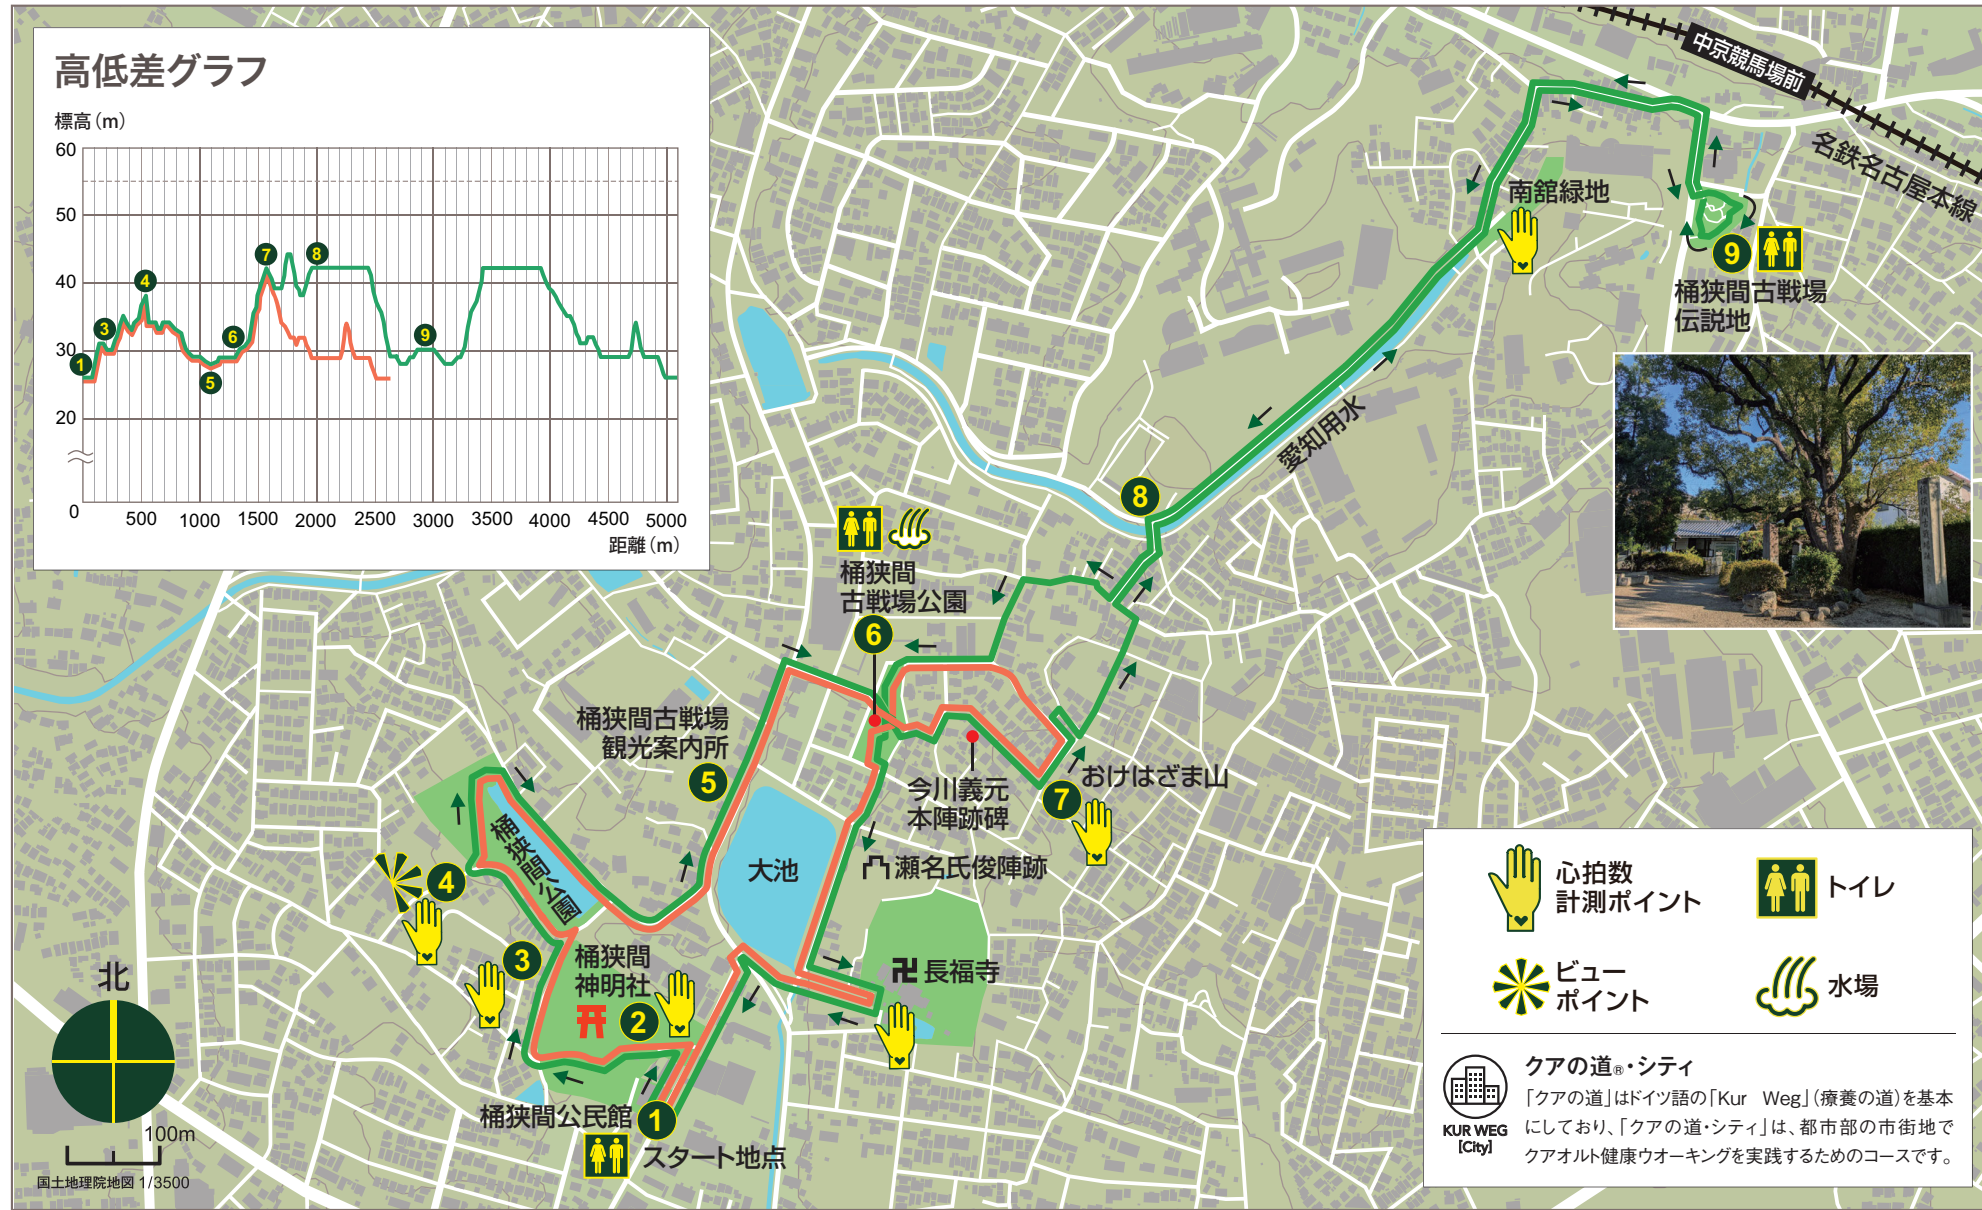 高低差グラフ
標高(m)
60
50
40
30
20
0
500
1000
1500
2000
2500
3000
3500
4000
4500
5000
距離(m)
1
3
4
5
6
7
8
9
中京競馬場前
名鉄名古屋本線
南舘緑地
9
桶狭間古戦場
伝説地
愛知用水
8
桶狭間
古戦場公園
6
桶狭間古戦場
観光案内所
5
今川義元
本陣跡碑
7
おけはざま山
大池
瀬名氏俊陣跡
桶狭間公園
4
3
桶狭間
神明社
2
卍長福寺
桶狭間公民館
1
スタート地点
北
100m
国土地理院地図 1/3500
心拍数
計測ポイント
トイレ
ビュー
ポイント
水場
KUR WEG
[City]
クアの道®・シティ
「クアの道」はドイツ語の「Kur Weg」(療養の道)を基本
にしており、「クアの道・シティ」は、都市部の市街地で
クアオルト健康ウオーキングを実践するためのコースです。